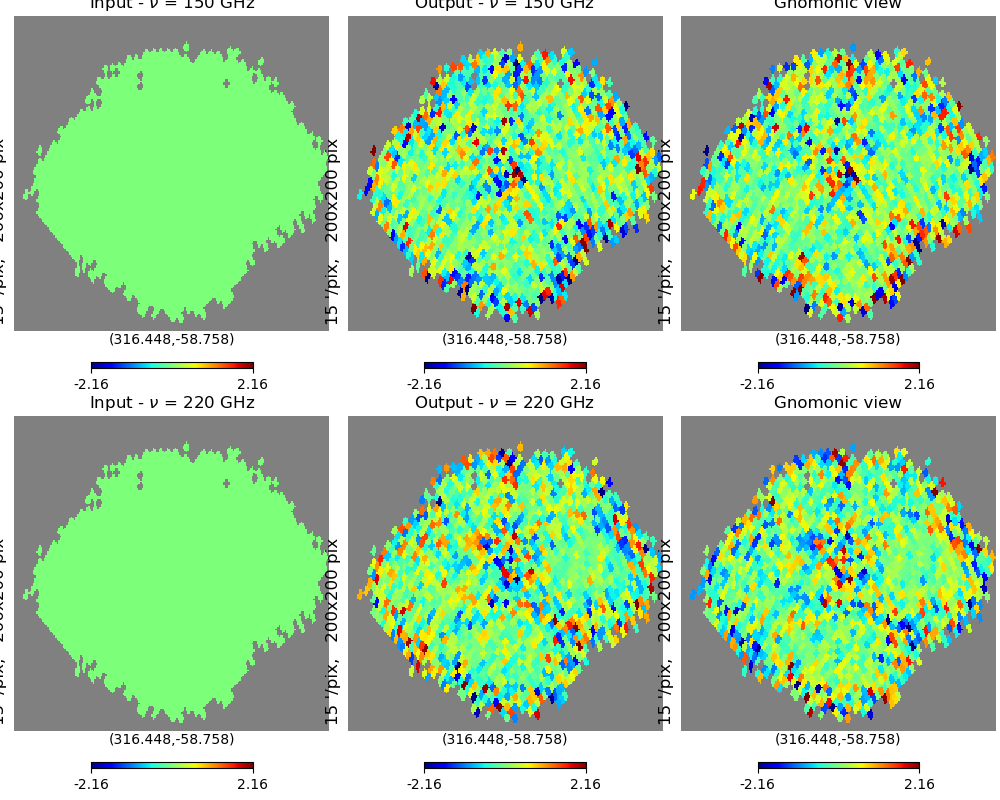 Input - ν = 150 GHz
Output - ν = 150 GHz
Gnomonic view
15 '/pix, 200x200 pix
15 '/pix, 200x200 pix
15 '/pix, 200x200 pix
(316.448,-58.758)
(316.448,-58.758)
(316.448,-58.758)
-2.16 2.16
-2.16 2.16
-2.16 2.16
Input - ν = 220 GHz
Output - ν = 220 GHz
Gnomonic view
15 '/pix, 200x200 pix
15 '/pix, 200x200 pix
15 '/pix, 200x200 pix
(316.448,-58.758)
(316.448,-58.758)
(316.448,-58.758)
-2.16 2.16
-2.16 2.16
-2.16 2.16